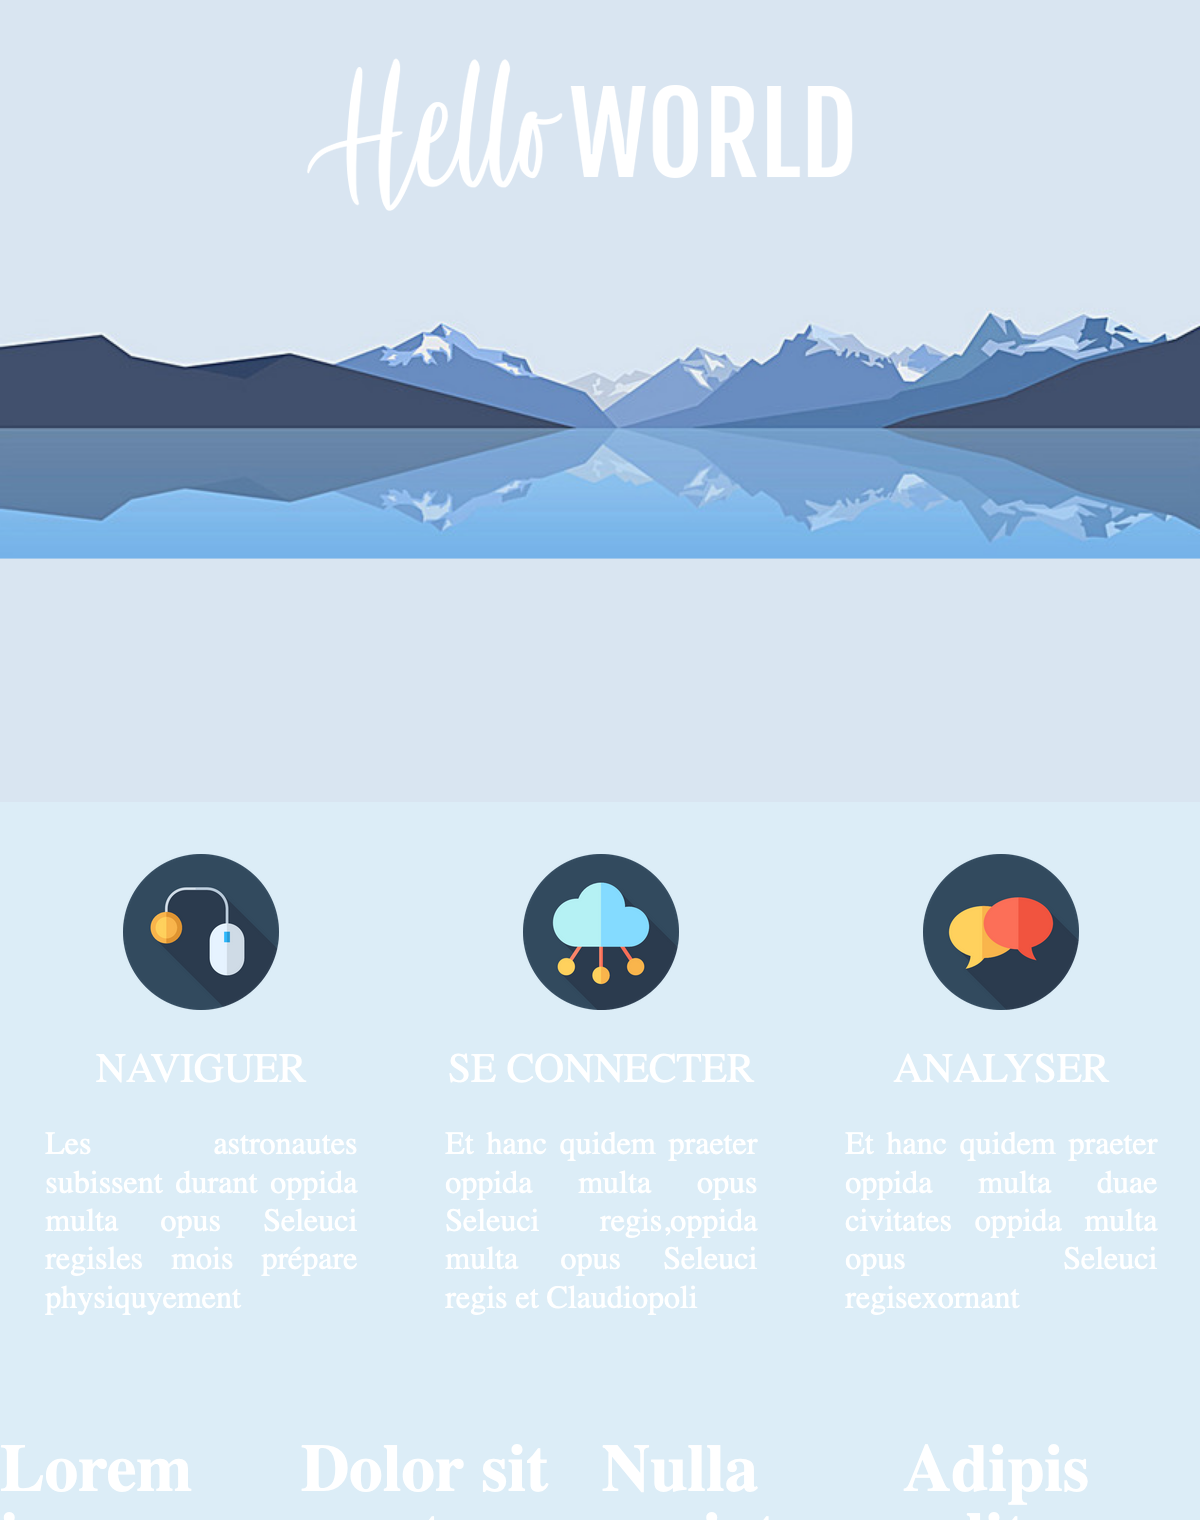 Hello WORLD
NAVIGUER
Les astronautes
subissent durant oppida
multa opus Seleuci
regisles mois prépare
physiquyement
SE CONNECTER
Et hanc quidem praeter
oppida multa opus
Seleuci regis,oppida
multa opus Seleuci
regis et Claudiopoli
ANALYSER
Et hanc quidem praeter
oppida multa duae
civitates oppida multa
opus Seleuci
regisexornant
Lorem
Dolor sit
Nulla
Adipis